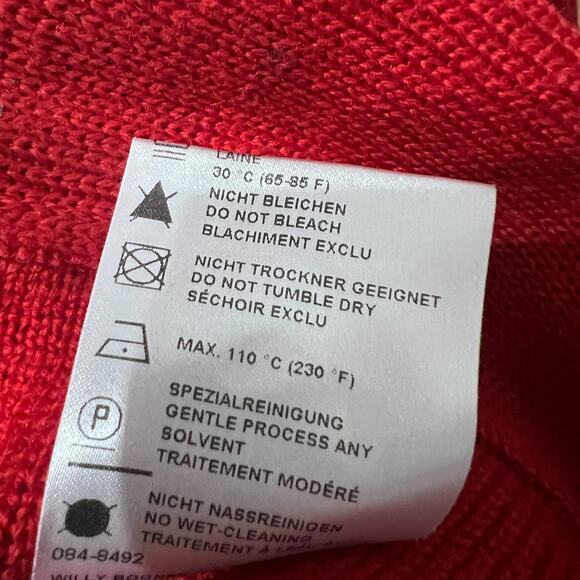 LAINE
30 °C (65-85 F)
NICHT BLEICHEN
DO NOT BLEACH
BLACHIMENT EXCLU
NICHT TROCKNER GEEIGNET
DO NOT TUMBLE DRY
SÉCHOIR EXCLU
MAX. 110 °C (230 °F)
P
SPEZIALREINIGUNG
GENTLE PROCESS ANY
SOLVENT
TRAITEMENT MODÉRÉ
NICHT NASSREINIGEN
NO WET-CLEANING
TRAITEMENT À
084-8492
WILLY